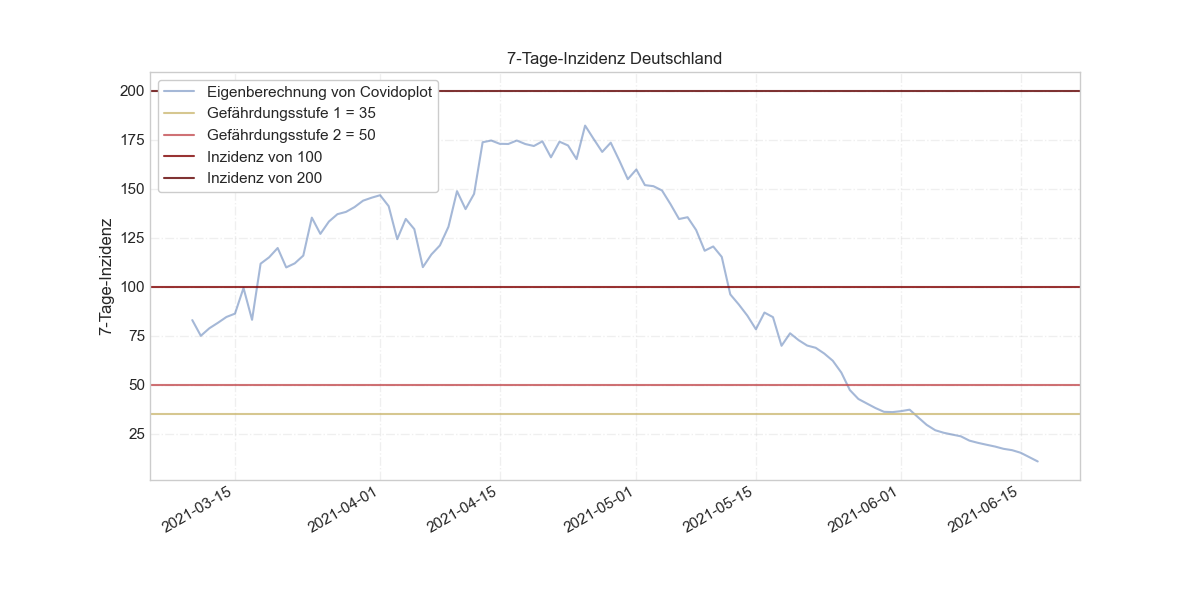 7-Tage-Inzidenz Deutschland
Eigenberechnung von Covidoplot
Gefährdungsstufe 1 = 35
Gefährdungsstufe 2 = 50
Inzidenz von 100
Inzidenz von 200
7-Tage-Inzidenz
200
175
150
125
100
75
50
25
2021-03-15
2021-04-01
2021-04-15
2021-05-01
2021-05-15
2021-06-01
2021-06-15